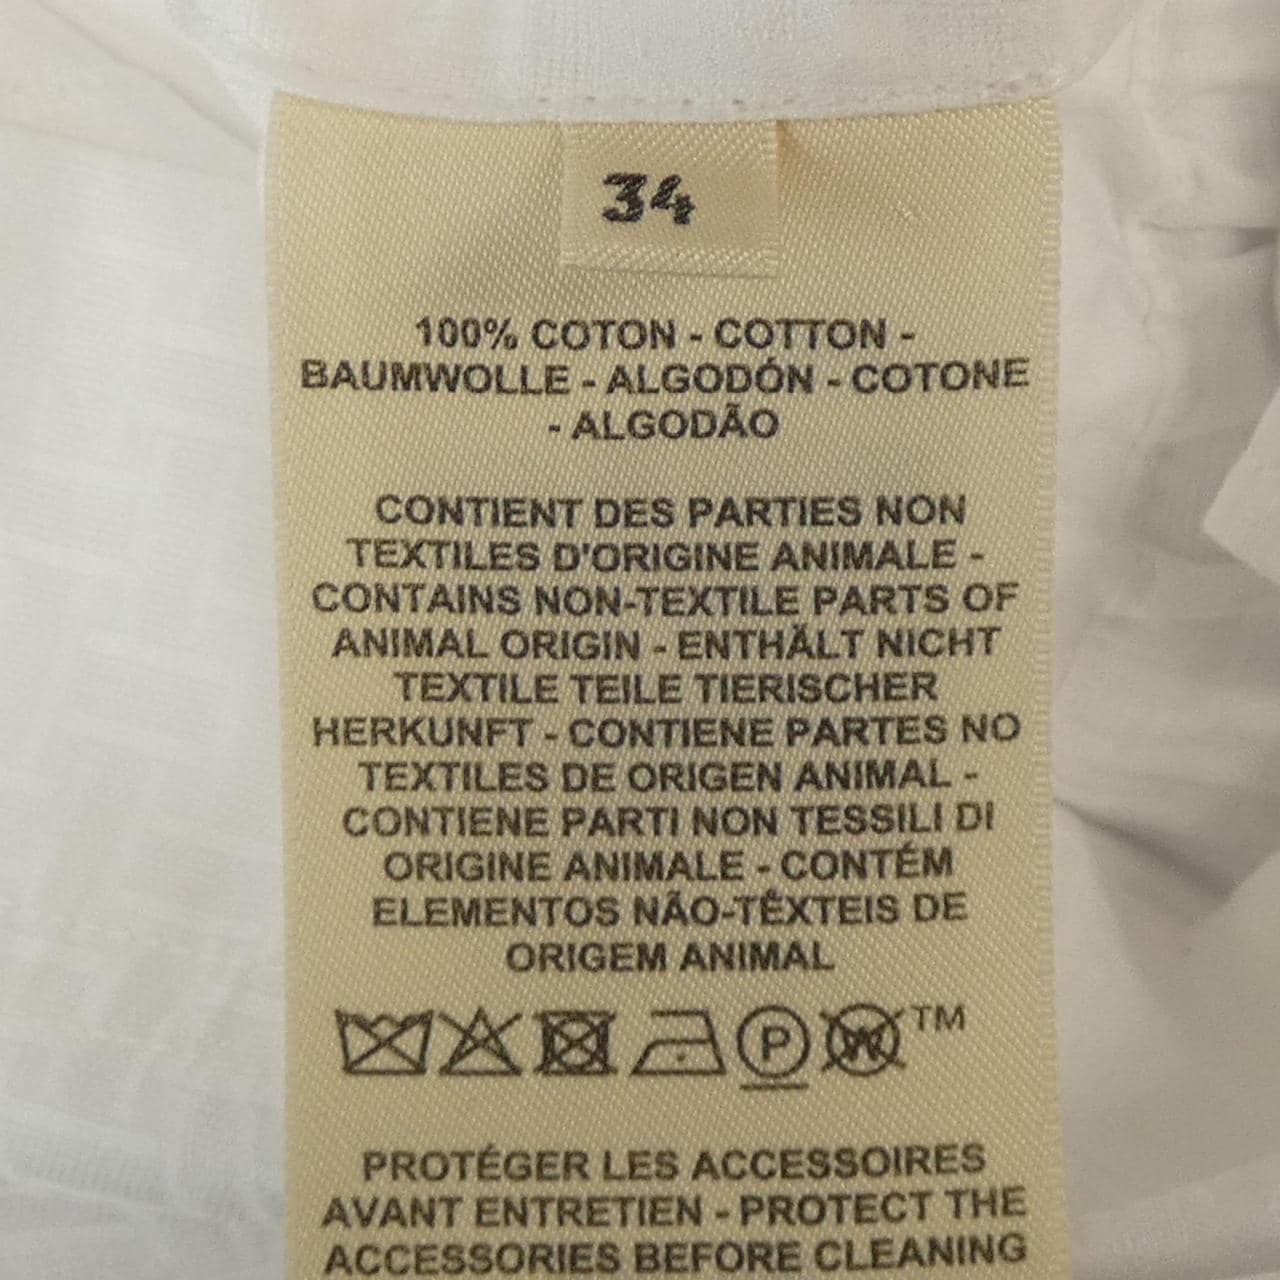 34
100% COTON - COTTON -
BAUMWOLLE - ALGODÓN - COTONE
- ALGODÃO
CONTIENT DES PARTIES NON
TEXTILES D'ORIGINE ANIMALE -
CONTAINS NON-TEXTILE PARTS OF
ANIMAL ORIGIN - ENTHÄLT NICHT
TEXTILE TEILE TIERISCHER
HERKUNFT - CONTIENE PARTES NO
TEXTILES DE ORIGEN ANIMAL -
CONTIENE PARTI NON TESSILI DI
ORIGINE ANIMALE - CONTÉM
ELEMENTOS NÃO-TÊXTEIS DE
ORIGEM ANIMAL
P W TM
PROTÉGER LES ACCESSOIRES
AVANT ENTRETIEN - PROTECT THE
ACCESSORIES BEFORE CLEANING